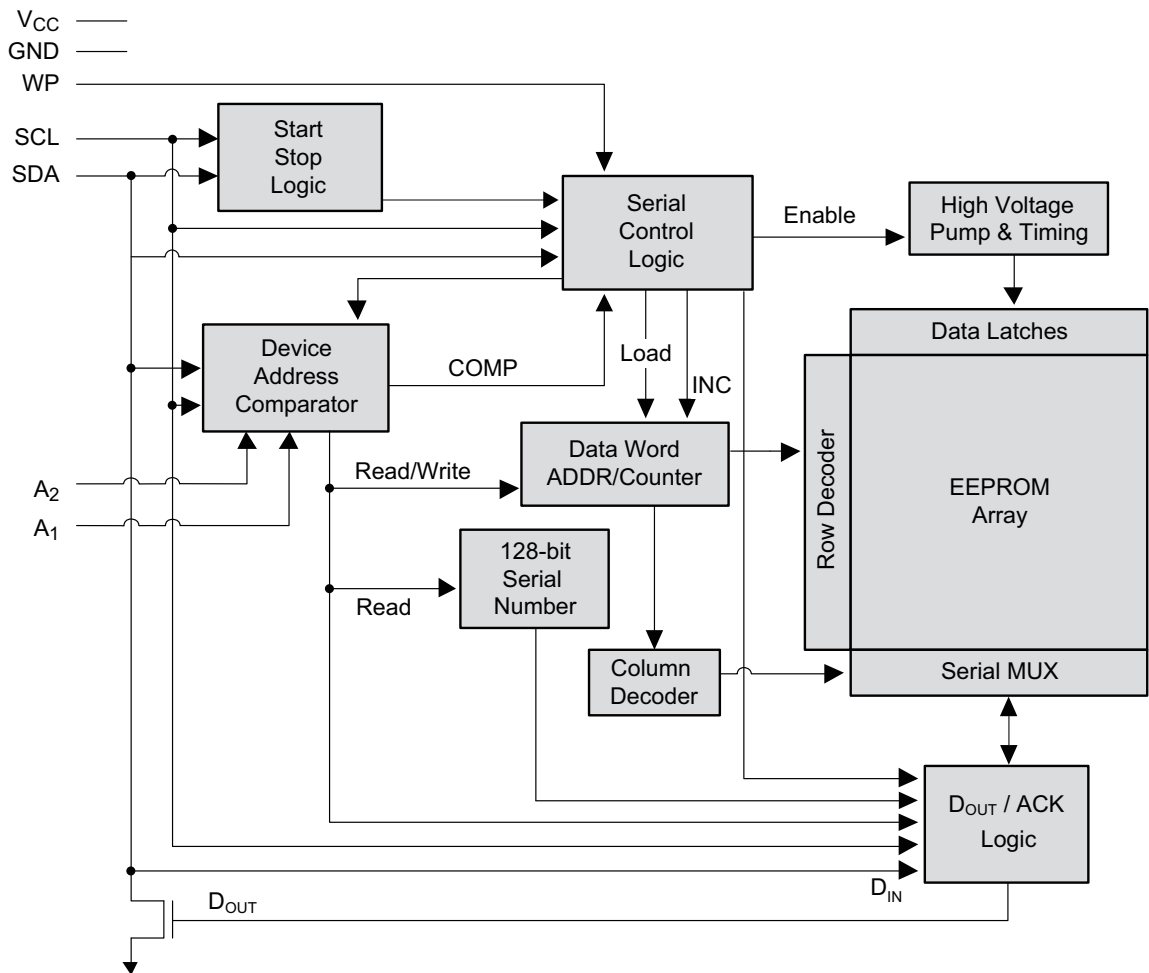 VCC
GND
WP
SCL
SDA
Start
Stop
Logic
Serial
Control
Logic
Enable
High Voltage
Pump & Timing
Data Latches
Device
Address
Comparator
COMP
Load
INC
Data Word
ADDR/Counter
Read/Write
Row Decoder
EEPROM
Array
A2
A1
128-bit
Serial
Number
Read
Column
Decoder
Serial MUX
DOUT / ACK
Logic
DIN
DOUT